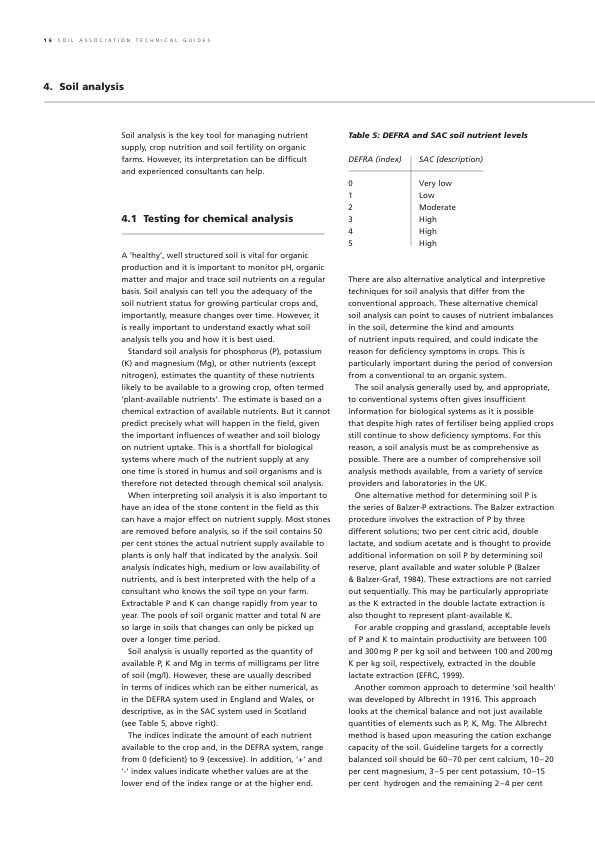 16 SOIL ASSOCIATION TECHNICAL GUIDES
4. Soil analysis
Soil analysis is the key tool for managing nutrient
supply, crop nutrition and soil fertility on organic
farms. However, its interpretation can be difficult
and experienced consultants can help.
4.1 Testing for chemical analysis
A ‘healthy’, well structured soil is vital for organic
production and it is important to monitor pH, organic
matter and major and trace soil nutrients on a regular
basis. Soil analysis can tell you the adequacy of the
soil nutrient status for growing particular crops and,
importantly, measure changes over time. However, it
is really important to understand exactly what soil
analysis tells you and how it is best used.
Standard soil analysis for phosphorus (P), potassium
(K) and magnesium (Mg), or other nutrients (except
nitrogen), estimates the quantity of these nutrients
likely to be available to a growing crop, often termed
‘plant-available nutrients’. The estimate is based on a
chemical extraction of available nutrients. But it cannot
predict precisely what will happen in the field, given
the important influences of weather and soil biology
on nutrient uptake. This is a shortfall for biological
systems where much of the nutrient supply at any
one time is stored in humus and soil organisms and is
therefore not detected through chemical soil analysis.
When interpreting soil analysis it is also important to
have an idea of the stone content in the field as this
can have a major effect on nutrient supply. Most stones
are removed before analysis, so if the soil contains 50
per cent stones the actual nutrient supply available to
plants is only half that indicated by the analysis. Soil
analysis indicates high, medium or low availability of
nutrients, and is best interpreted with the help of a
consultant who knows the soil type on your farm.
Extractable P and K can change rapidly from year to
year. The pools of soil organic matter and total N are
so large in soils that changes can only be picked up
over a longer time period.
Soil analysis is usually reported as the quantity of
available P, K and Mg in terms of milligrams per litre
of soil (mg/l). However, these are usually described
in terms of indices which can be either numerical, as
in the DEFRA system used in England and Wales, or
descriptive, as in the SAC system used in Scotland
(see Table 5, above right).
The indices indicate the amount of each nutrient
available to the crop and, in the DEFRA system, range
from 0 (deficient) to 9 (excessive). In addition, ‘+’ and
‘-’ index values indicate whether values are at the
lower end of the index range or at the higher end.
Table 5: DEFRA and SAC soil nutrient levels
DEFRA (index) SAC (description)
0 Very low
1 Low
2 Moderate
3 High
4 High
5 High
There are also alternative analytical and interpretive
techniques for soil analysis that differ from the
conventional approach. These alternative chemical
soil analysis can point to causes of nutrient imbalances
in the soil, determine the kind and amounts
of nutrient inputs required, and could indicate the
reason for deficiency symptoms in crops. This is
particularly important during the period of conversion
from a conventional to an organic system.
The soil analysis generally used by, and appropriate,
to conventional systems often gives insufficient
information for biological systems as it is possible
that despite high rates of fertiliser being applied crops
still continue to show deficiency symptoms. For this
reason, a soil analysis must be as comprehensive as
possible. There are a number of comprehensive soil
analysis methods available, from a variety of service
providers and laboratories in the UK.
One alternative method for determining soil P is
the series of Balzer-P extractions. The Balzer extraction
procedure involves the extraction of P by three
different solutions; two per cent citric acid, double
lactate, and sodium acetate and is thought to provide
additional information on soil P by determining soil
reserve, plant available and water soluble P (Balzer
& Balzer-Graf, 1984). These extractions are not carried
out sequentially. This may be particularly appropriate
as the K extracted in the double lactate extraction is
also thought to represent plant-available K.
For arable cropping and grassland, acceptable levels
of P and K to maintain productivity are between 100
and 300mg P per kg soil and between 100 and 200mg
K per kg soil, respectively, extracted in the double
lactate extraction (EFRC, 1999).
Another common approach to determine ‘soil health’
was developed by Albrecht in 1916. This approach
looks at the chemical balance and not just available
quantities of elements such as P, K, Mg. The Albrecht
method is based upon measuring the cation exchange
capacity of the soil. Guideline targets for a correctly
balanced soil should be 60–70 per cent calcium, 10–20
per cent magnesium, 3–5 per cent potassium, 10–15
per cent hydrogen and the remaining 2–4 per cent